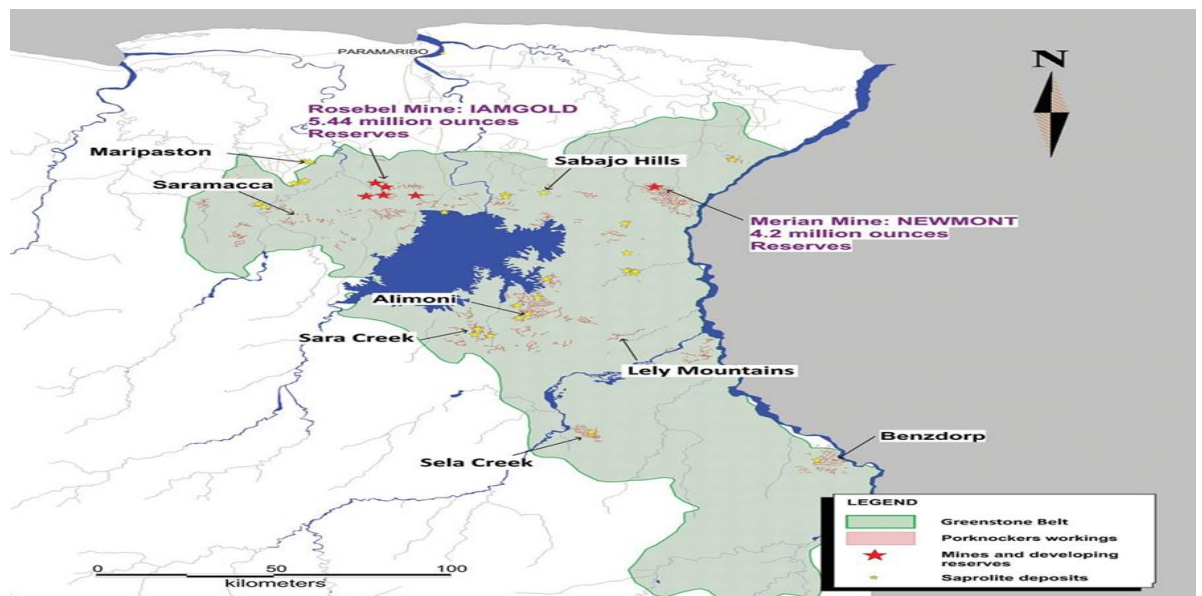 PARAMARIBO
N
Rosebel Mine: IAMGOLD
5.44 million ounces
Reserves
Maripaston
Sabajo Hills
Saramacca
Merian Mine: NEWMONT
4.2 million ounces
Reserves
Alimoni
Sara Creek
Lely Mountains
Benzdorp
Sela Creek
LEGEND
Greenstone Belt
Porknockers workings
Mines and developing
reserves
Saprolite deposits
0 50 100
kilometers